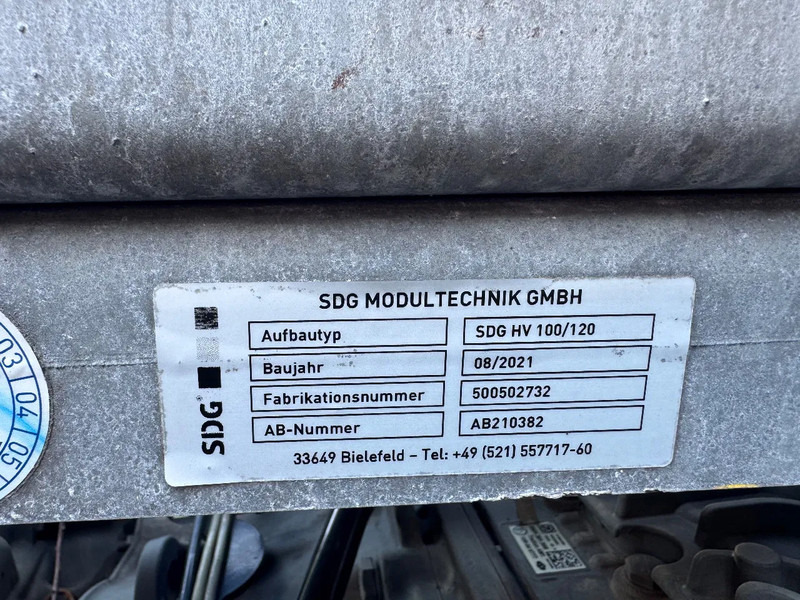 SDG MODULTECHNIK GMBH
Aufbautyp SDG HV 100/120
Baujahr 08/2021
Fabrikationsnummer 500502732
AB-Nummer AB210382
33649 Bielefeld – Tel: +49 (521) 557717-60
SDG®
03 04 05